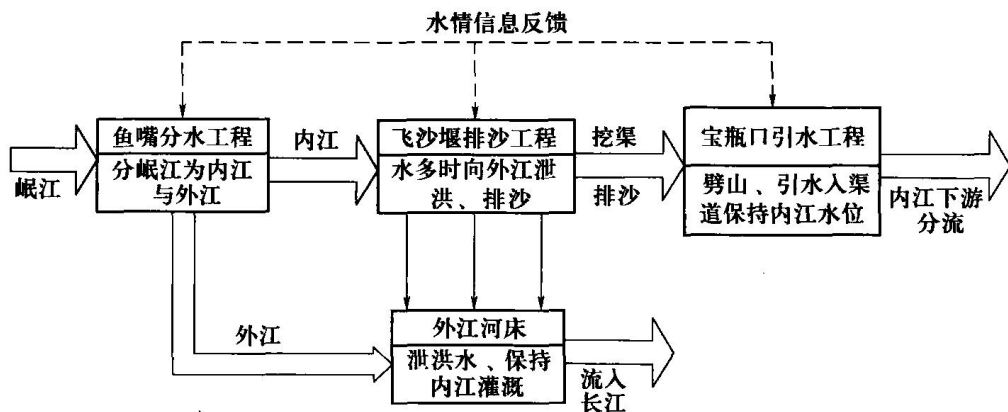 水情信息反馈
鱼嘴分水工程
分岷江为内江
与外江
岷江
内江
飞沙堰排沙工程
水多时向外江泄
洪、排沙
挖渠
排沙
宝瓶口引水工程
劈山、引水入渠
道保持内江水位
内江下游
分流
外江
外江河床
泄洪水、保持
内江灌溉
流入
长江